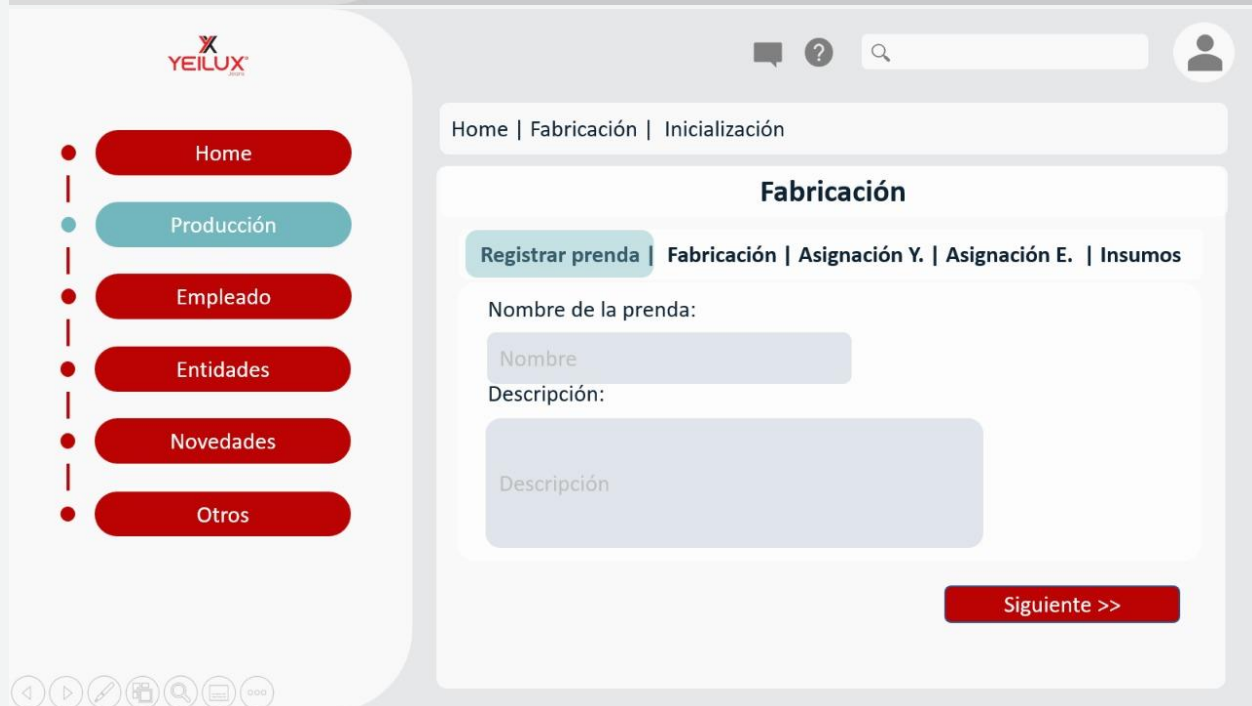 YEILUX
Home
Producción
Empleado
Entidades
Novedades
Otros
?
Home | Fabricación | Inicialización
Fabricación
Registrar prenda | Fabricación | Asignación Y. | Asignación E. | Insumos
Nombre de la prenda:
Nombre
Descripción:
Descripción
Siguiente >>